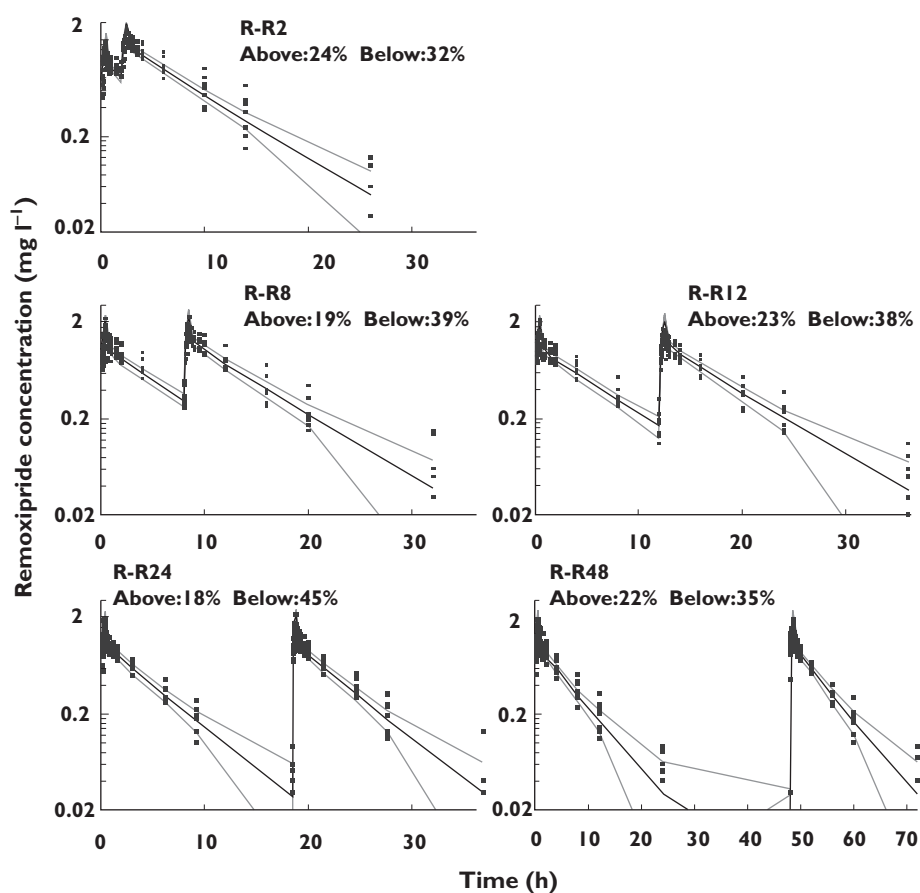 Remoxipride concentration (mg l⁻¹)
R-R2
Above:24% Below:32%
2
0.2
0.02
0 10 20 30
R-R8
Above:19% Below:39%
2
0.2
0.02
0 10 20 30
R-R12
Above:23% Below:38%
2
0.2
0.02
0 10 20 30
R-R24
Above:18% Below:45%
2
0.2
0.02
0 10 20 30
R-R48
Above:22% Below:35%
2
0.2
0.02
0 10 20 30 40 50 60 70
Time (h)